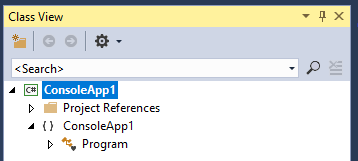 Class View
<Search>
C# ConsoleApp1
Project References
{ } ConsoleApp1
Program